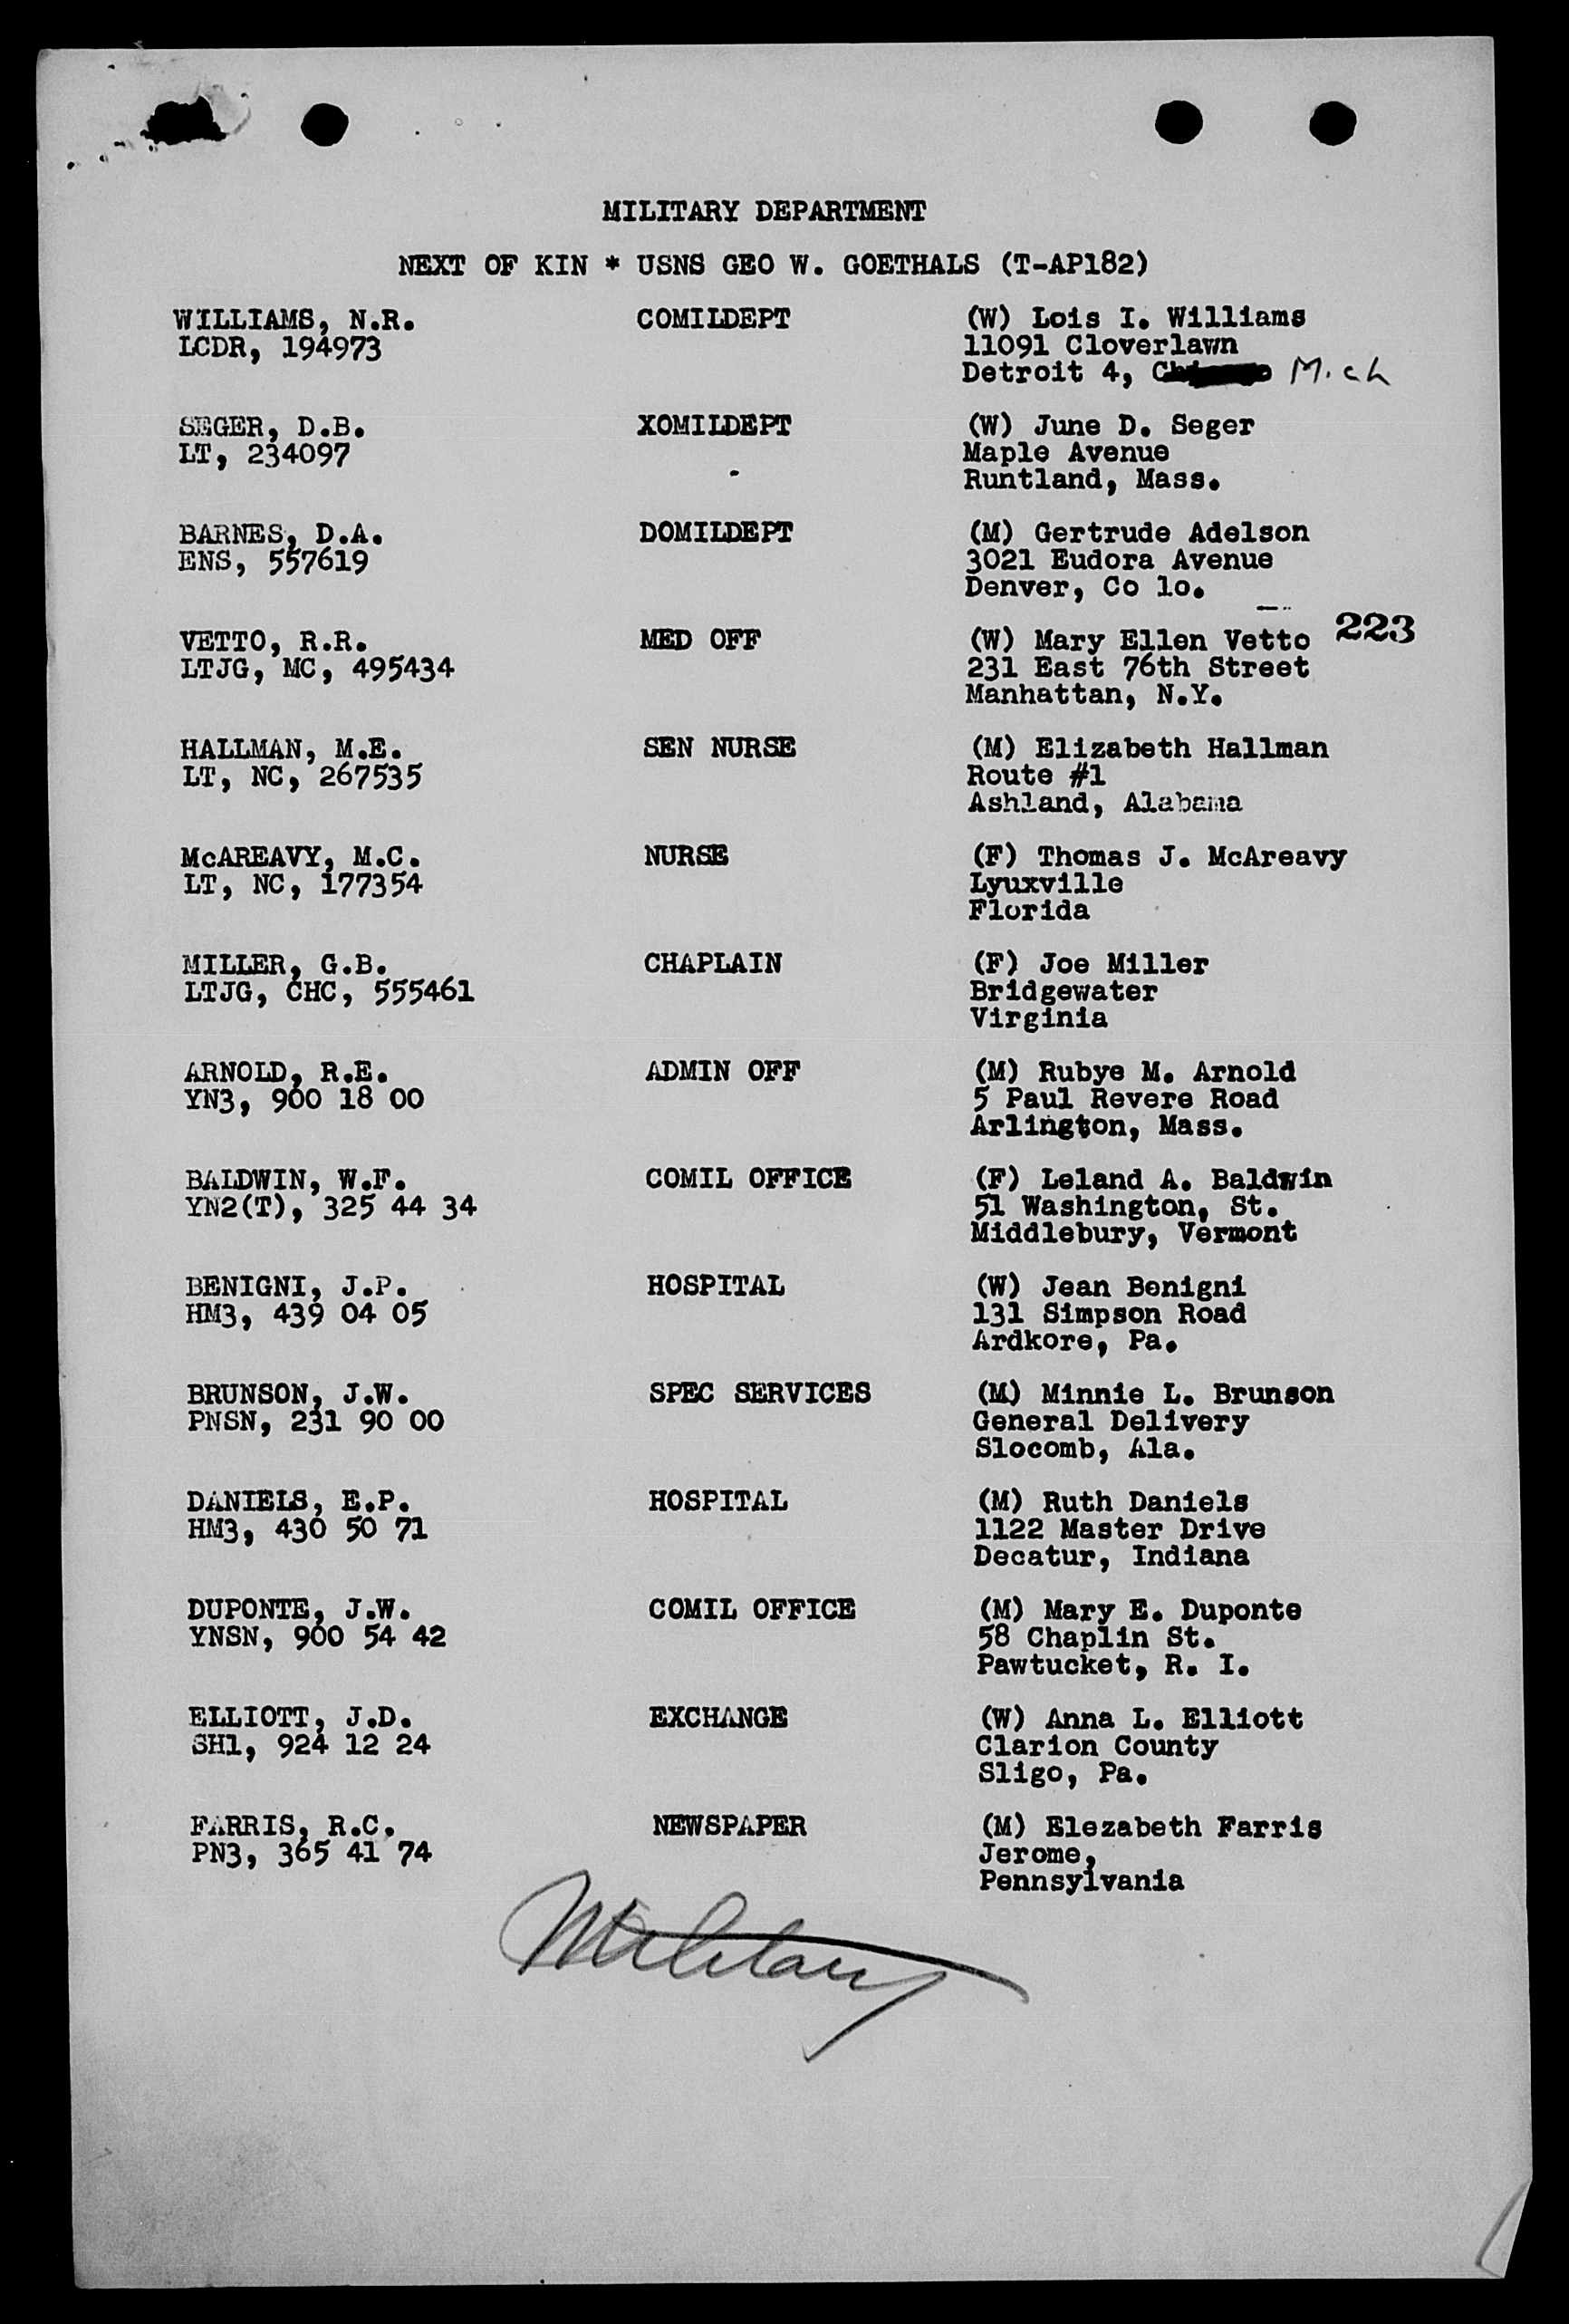 MILITARY DEPARTMENT
NEXT OF KIN * USNS GEO W. GOETHALS (T-AP182)
WILLIAMS, N.R. COMILDEPT (W) Lois I. Williams
LCDR, 194973 11091 Cloverlawn
Detroit 4, Mich
SEGER, D.B. XOMILDEPT (W) June D. Seger
LT, 234097 Maple Avenue
Runtland, Mass.
BARNES, D.A. DOMILDEPT (M) Gertrude Adelson
ENS, 557619 3021 Eudora Avenue
Denver, Co lo.
223
VETTO, R.R. MED OFF (W) Mary Ellen Vetto
LTJG, MC, 495434 231 East 76th Street
Manhattan, N.Y.
HALLMAN, M.E. SEN NURSE (M) Elizabeth Hallman
LT, NC, 267535 Route #1
Ashland, Alabama
McAREAVY, M.C. NURSE (F) Thomas J. McAreavy
LT, NC, 177354 Lyuxville
Florida
MILLER, G.B. CHAPLAIN (F) Joe Miller
LTJG, CHC, 555461 Bridgewater
Virginia
ARNOLD, R.E. ADMIN OFF (M) Rubye M. Arnold
YN3, 900 18 00 5 Paul Revere Road
Arlington, Mass.
BALDWIN, W.F. COMIL OFFICE (F) Leland A. Baldwin
YN2(T), 325 44 34 51 Washington, St.
Middlebury, Vermont
BENIGNI, J.P. HOSPITAL (W) Jean Benigni
HM3, 439 04 05 131 Simpson Road
Ardkore, Pa.
BRUNSON, J.W. SPEC SERVICES (M) Minnie L. Brunson
PNSN, 231 90 00 General Delivery
Slocomb, Ala.
DANIELS, E.P. HOSPITAL (M) Ruth Daniels
HM3, 430 50 71 1122 Master Drive
Decatur, Indiana
DUPONTE, J.W. COMIL OFFICE (M) Mary E. Duponte
YNSN, 900 54 42 58 Chaplin St.
Pawtucket, R. I.
ELLIOTT, J.D. EXCHANGE (W) Anna L. Elliott
SH1, 924 12 24 Clarion County
Sligo, Pa.
FARRIS, R.C. NEWSPAPER (M) Elezabeth Farris
PN3, 365 41 74 Jerome,
Pennsylvania
Military